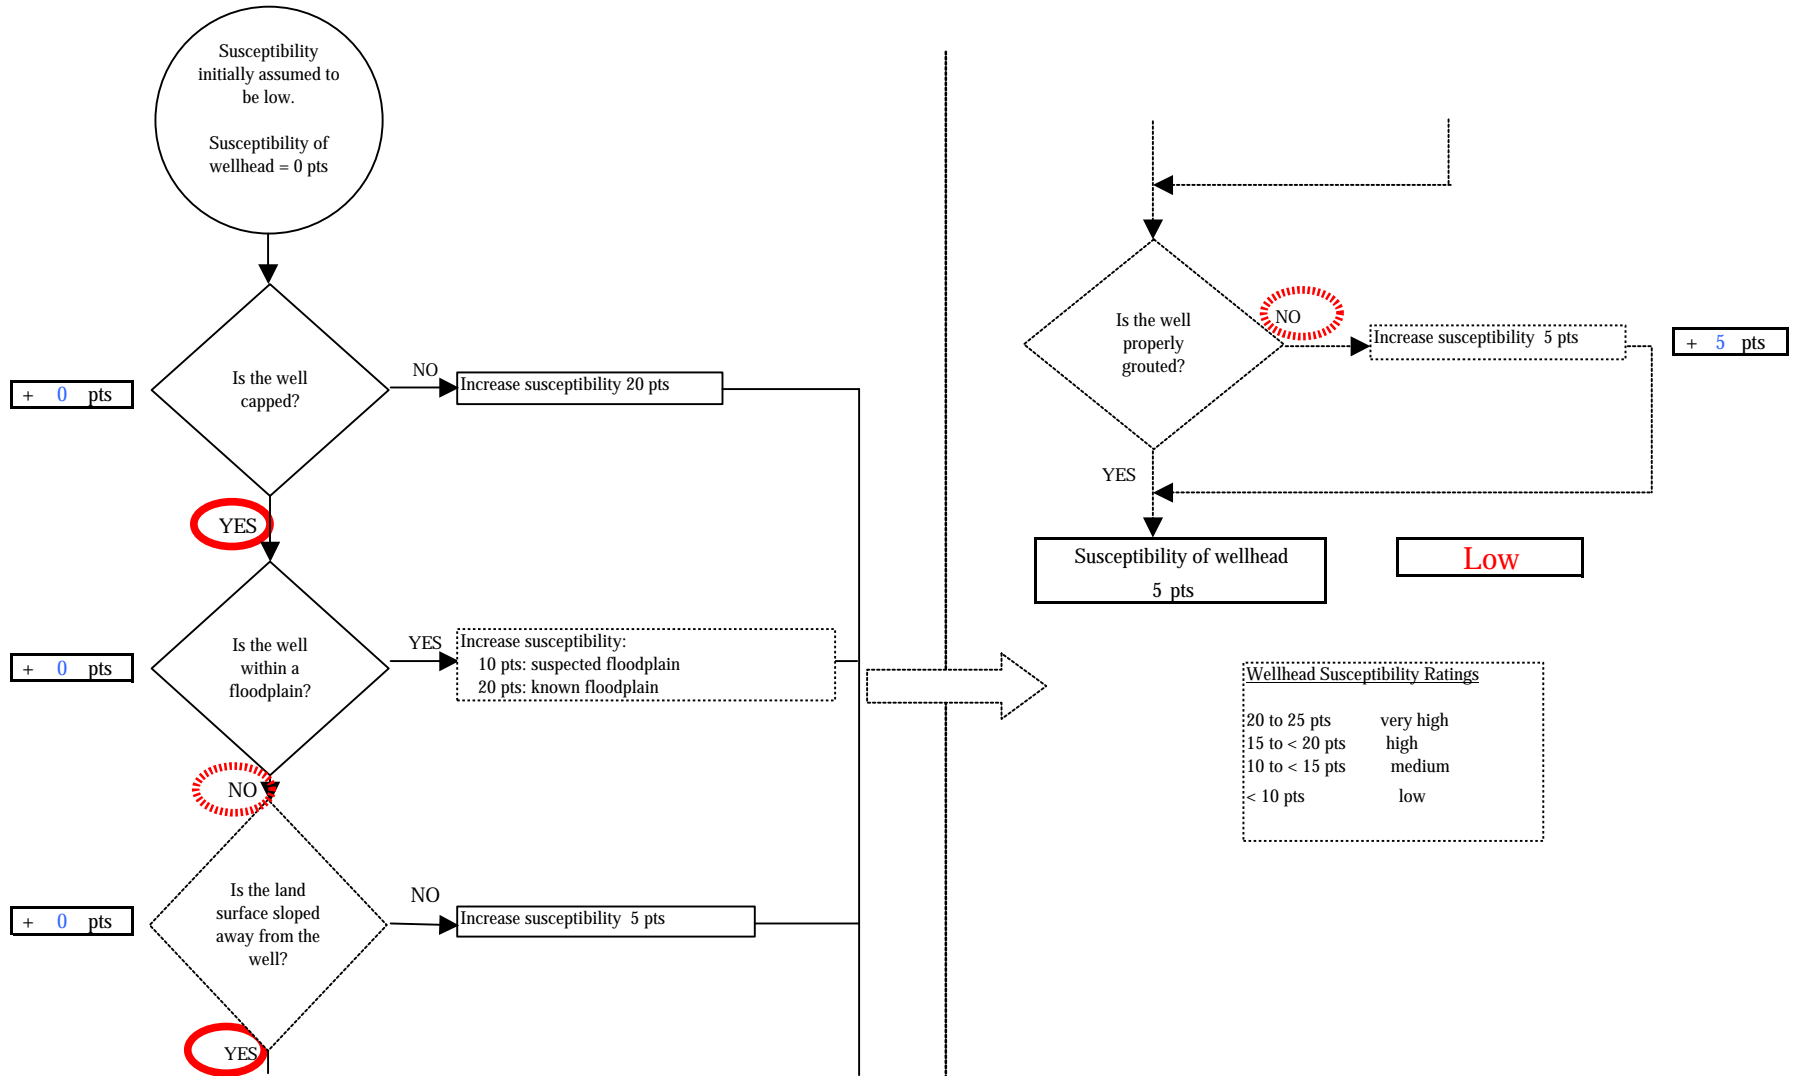 Susceptibility
initially assumed to
be low.
Susceptibility of
wellhead = 0 pts
Is the well
capped?
NO
Increase susceptibility 20 pts
+ 0 pts
YES
Is the well
within a
floodplain?
YES
Increase susceptibility:
10 pts: suspected floodplain
20 pts: known floodplain
+ 0 pts
NO
Is the land
surface sloped
away from the
well?
NO
Increase susceptibility 5 pts
+ 0 pts
YES
Is the well
properly
grouted?
NO
Increase susceptibility 5 pts
+ 5 pts
YES
Susceptibility of wellhead
5 pts
Low
Wellhead Susceptibility Ratings
20 to 25 pts very high
15 to < 20 pts high
10 to < 15 pts medium
< 10 pts low